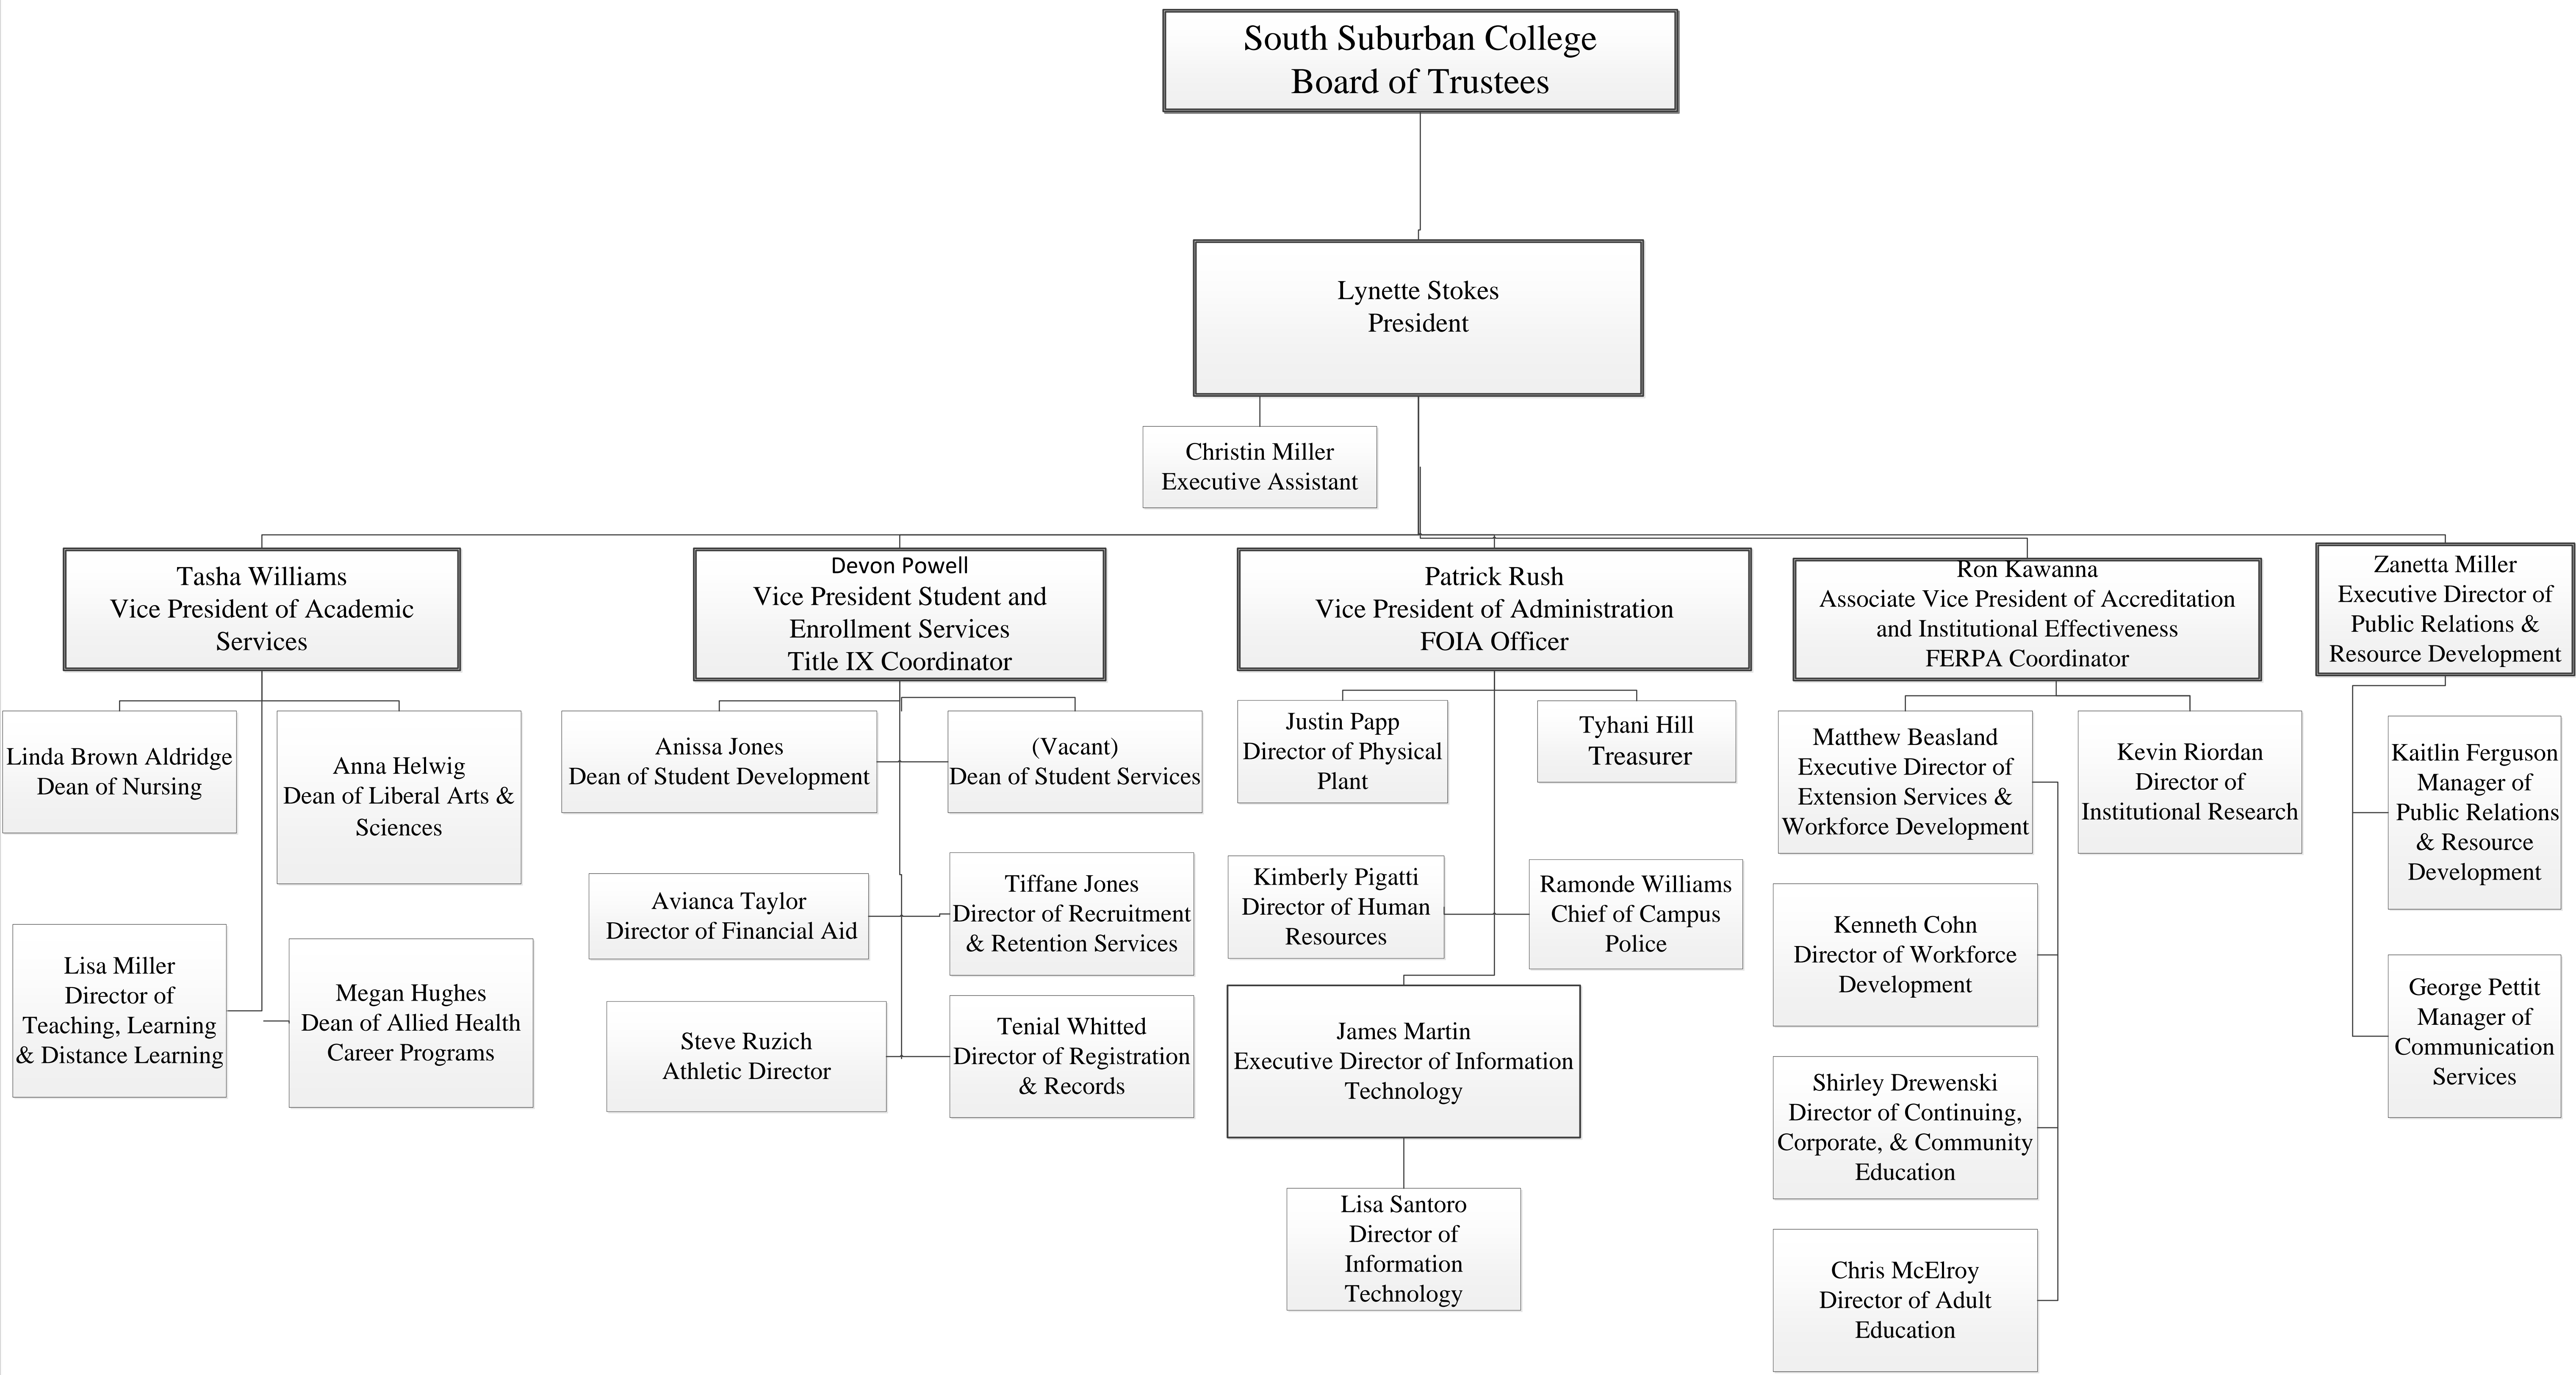 South Suburban College
Board of Trustees
Lynette Stokes
President
Christin Miller
Executive Assistant
Tasha Williams
Vice President of Academic
Services
Devon Powell
Vice President Student and
Enrollment Services
Title IX Coordinator
Patrick Rush
Vice President of Administration
FOIA Officer
Ron Kawanna
Associate Vice President of Accreditation
and Institutional Effectiveness
FERPA Coordinator
Zanetta Miller
Executive Director of
Public Relations &
Resource Development
Linda Brown Aldridge
Dean of Nursing
Anna Helwig
Dean of Liberal Arts &
Sciences
Lisa Miller
Director of
Teaching, Learning
& Distance Learning
Megan Hughes
Dean of Allied Health
Career Programs
Anissa Jones
Dean of Student Development
(Vacant)
Dean of Student Services
Avianca Taylor
Director of Financial Aid
Tiffane Jones
Director of Recruitment
& Retention Services
Steve Ruzich
Athletic Director
Tenial Whitted
Director of Registration
& Records
Justin Papp
Director of Physical
Plant
Tyhani Hill
Treasurer
Kimberly Pigatti
Director of Human
Resources
Ramonde Williams
Chief of Campus
Police
James Martin
Executive Director of Information
Technology
Lisa Santoro
Director of
Information
Technology
Matthew Beasland
Executive Director of
Extension Services &
Workforce Development
Kevin Riordan
Director of
Institutional Research
Kenneth Cohn
Director of Workforce
Development
Shirley Drewenski
Director of Continuing,
Corporate, & Community
Education
Chris McElroy
Director of Adult
Education
Kaitlin Ferguson
Manager of
Public Relations
& Resource
Development
George Pettit
Manager of
Communication
Services